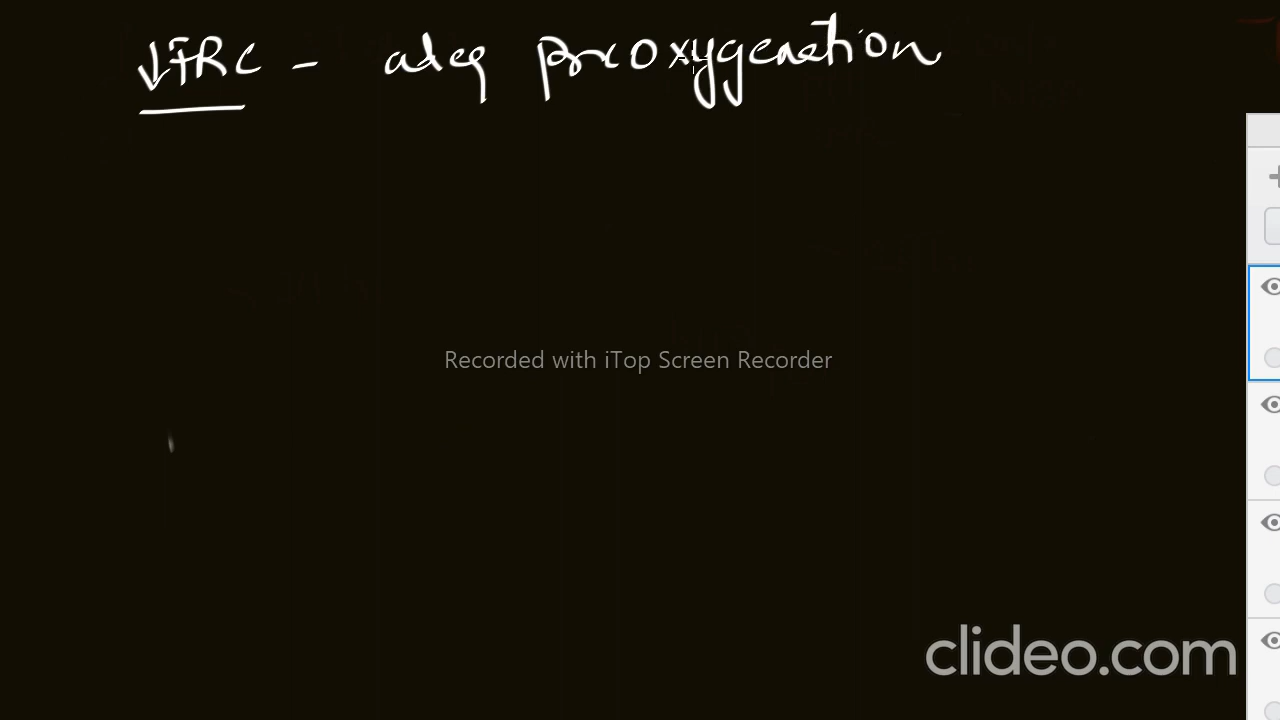 ↓FRC - adeq preoxygenation
Recorded with iTop Screen Recorder
clideo.com